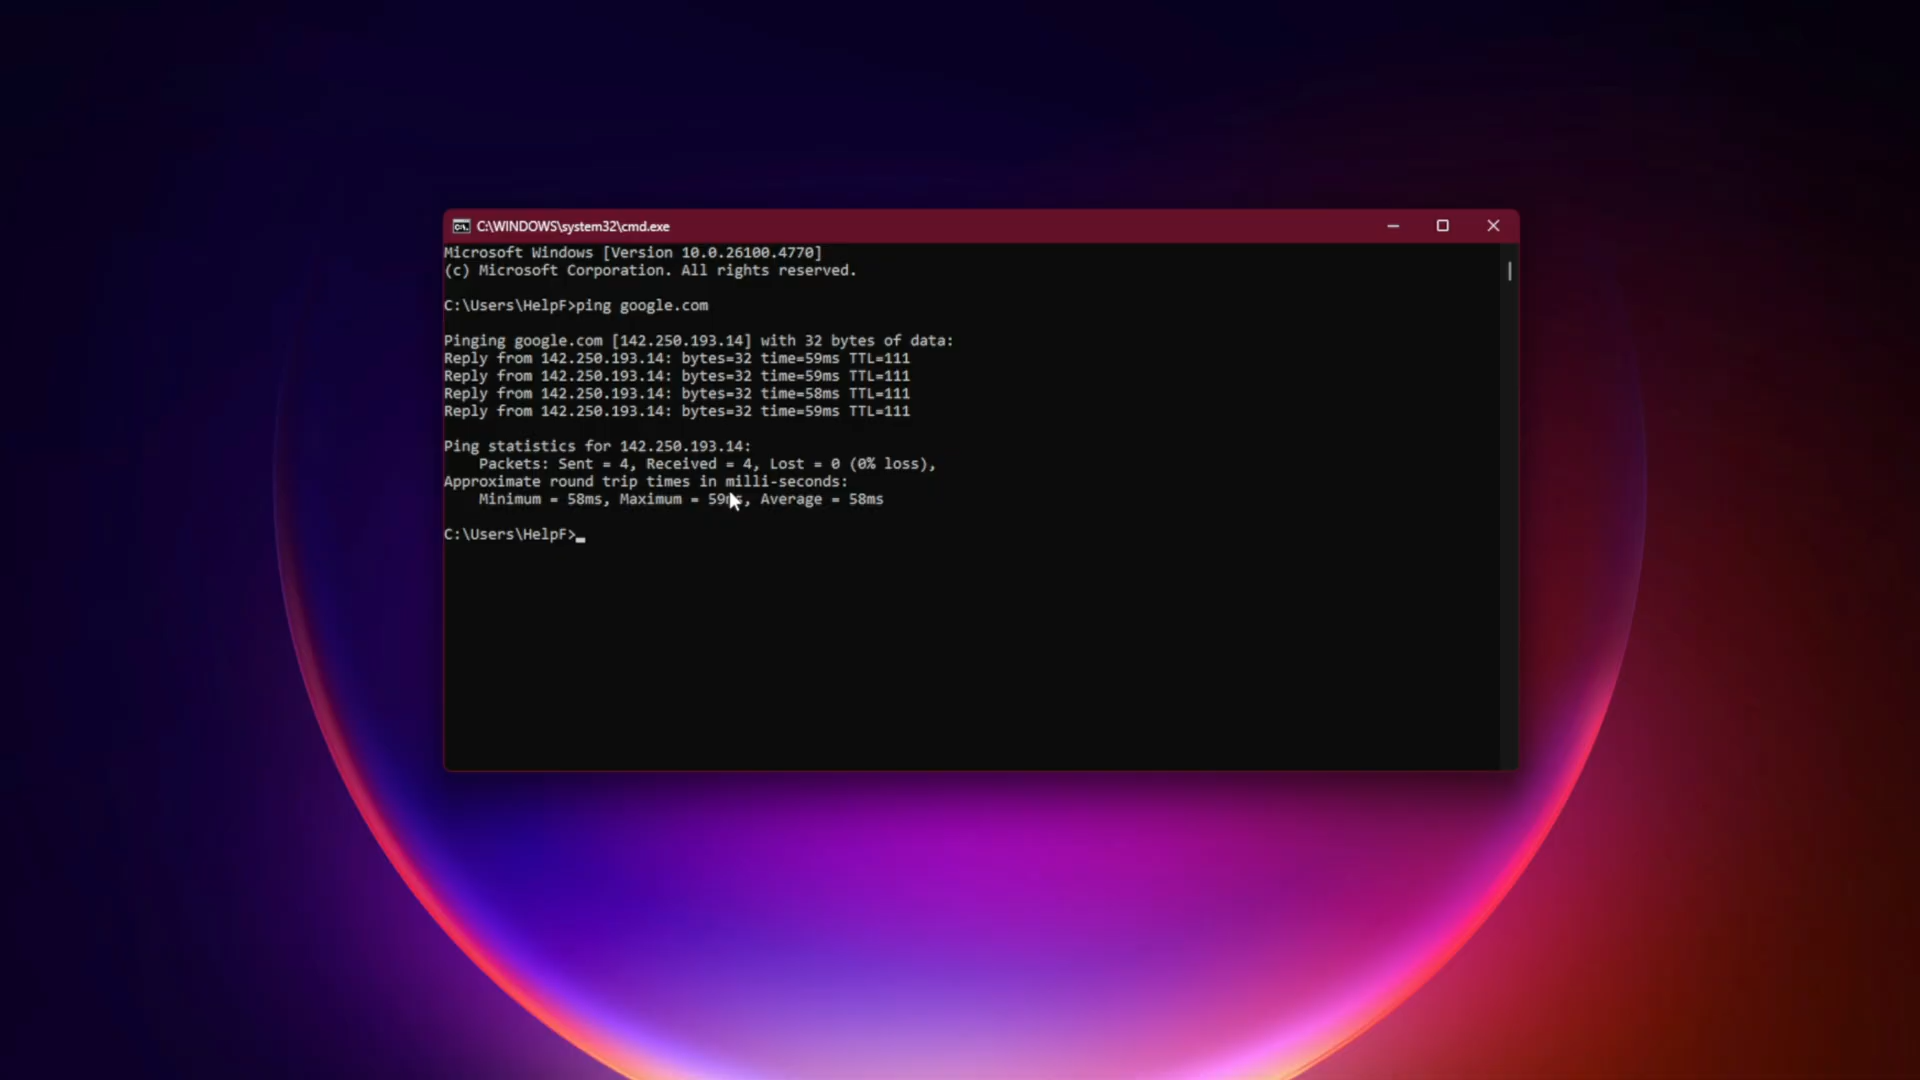 C:\WINDOWS\system32\cmd.exe
Microsoft Windows [Version 10.0.26100.4770]
(c) Microsoft Corporation. All rights reserved.
C:\Users\HelpF>ping google.com
Pinging google.com [142.250.193.14] with 32 bytes of data:
Reply from 142.250.193.14: bytes=32 time=59ms TTL=111
Reply from 142.250.193.14: bytes=32 time=59ms TTL=111
Reply from 142.250.193.14: bytes=32 time=58ms TTL=111
Reply from 142.250.193.14: bytes=32 time=59ms TTL=111
Ping statistics for 142.250.193.14:
    Packets: Sent = 4, Received = 4, Lost = 0 (0% loss),
Approximate round trip times in milli-seconds:
    Minimum = 58ms, Maximum = 59ms, Average = 58ms
C:\Users\HelpF>